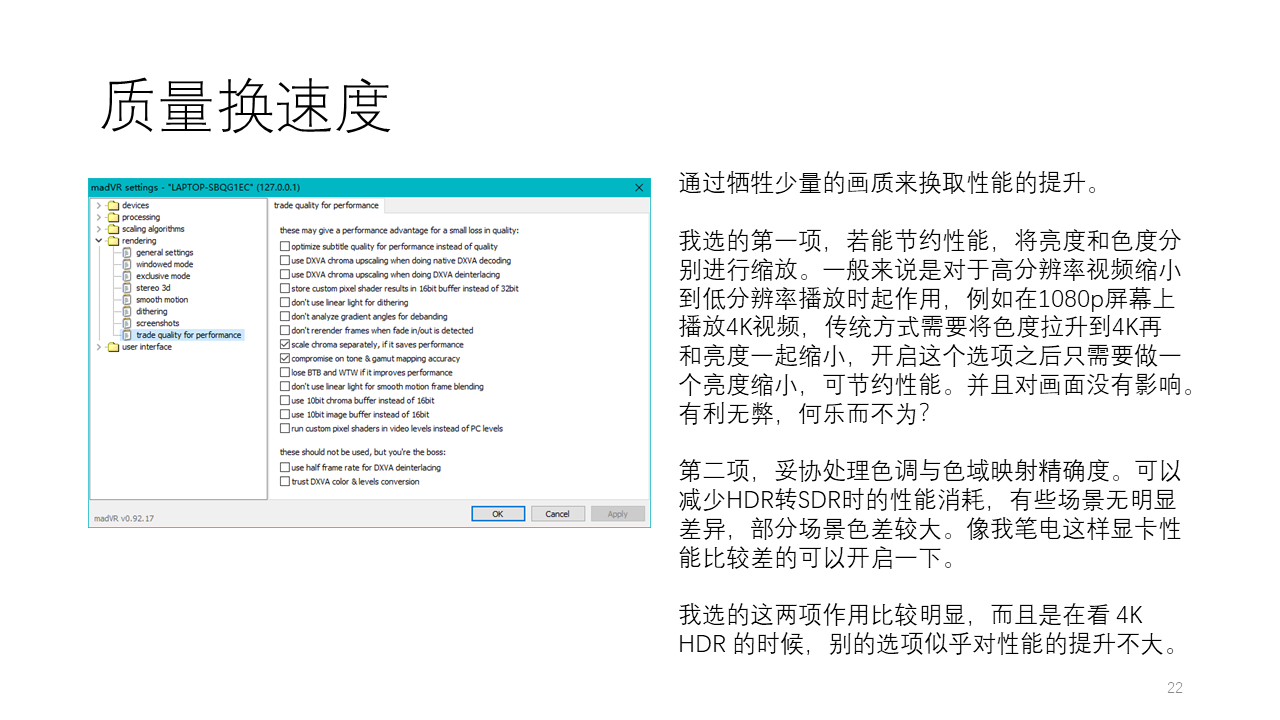 质量换速度
madVR settings - "LAPTOP-SBQG1EC" (127.0.0.1)
devices
processing
scaling algorithms
rendering
general settings
windowed mode
exclusive mode
stereo 3d
smooth motion
dithering
screenshots
trade quality for performance
user interface
trade quality for performance
these may give a performance advantage for a small loss in quality:
optimize subtitle quality for performance instead of quality
use DXVA chroma upscaling when doing native DXVA decoding
use DXVA chroma upscaling when doing DXVA deinterlacing
store custom pixel shader results in 16bit buffer instead of 32bit
don't use linear light for dithering
don't analyze gradient angles for debanding
don't rerender frames when fade in/out is detected
scale chroma separately, if it saves performance
compromise on tone & gamut mapping accuracy
lose BTB and WTW if it improves performance
don't use linear light for smooth motion frame blending
use 10bit chroma buffer instead of 16bit
use 10bit image buffer instead of 16bit
run custom pixel shaders in video levels instead of PC levels
these should not be used, but you're the boss:
use half frame rate for DXVA deinterlacing
trust DXVA color & levels conversion
madVR v0.92.17
OK
Cancel
Apply
通过牺牲少量的画质来换取性能的提升。
我选的第一项，若能节约性能，将亮度和色度分
别进行缩放。一般来说是对于高分辨率视频缩小
到低分辨率播放时起作用，例如在1080p屏幕上
播放4K视频，传统方式需要将色度拉升到4K再
和亮度一起缩小，开启这个选项之后只需要做一
个亮度缩小，可节约性能。并且对画面没有影响。
有利无弊，何乐而不为？
第二项，妥协处理色调与色域映射精确度。可以
减少HDR转SDR时的性能消耗，有些场景无明显
差异，部分场景色差较大。像我笔电这样显卡性
能比较差的可以开启一下。
我选的这两项作用比较明显，而且是在看 4K
HDR 的时候，别的选项似乎对性能的提升不大。
22